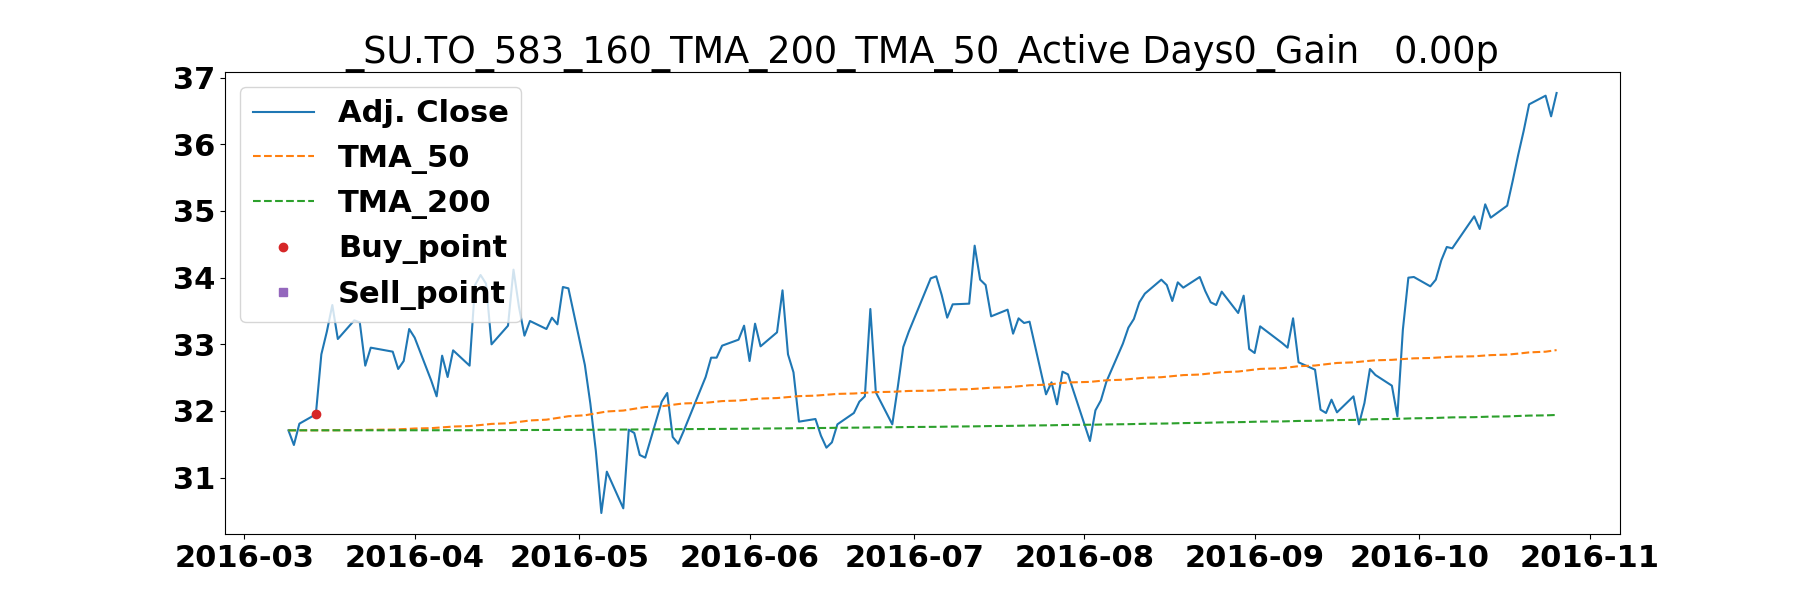 _SU.TO_583_160_TMA_200_TMA_50_Active Days0_Gain   0.00p
37
36
35
34
33
32
31
Adj. Close
TMA_50
TMA_200
Buy_point
Sell_point
2016-03 2016-04 2016-05 2016-06 2016-07 2016-08 2016-09 2016-10 2016-11